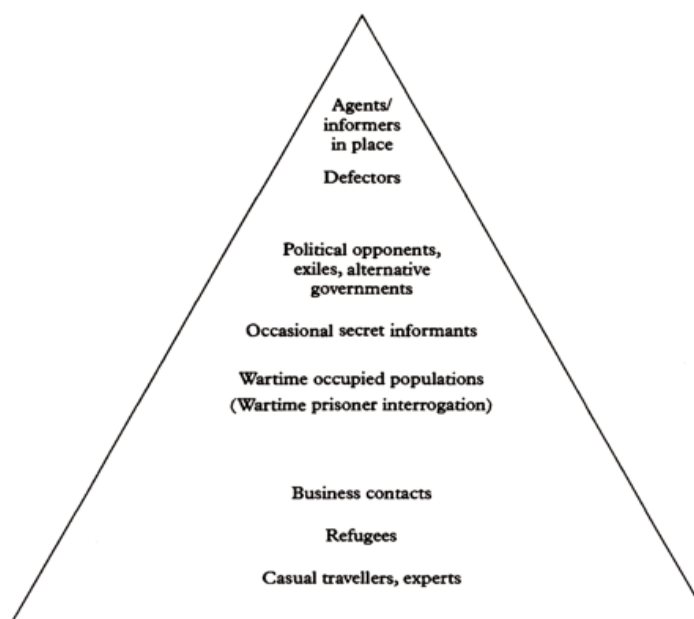 Agents/
informers
in place
Defectors
Political opponents,
exiles, alternative
governments
Occasional secret informants
Wartime occupied populations
(Wartime prisoner interrogation)
Business contacts
Refugees
Casual travellers, experts